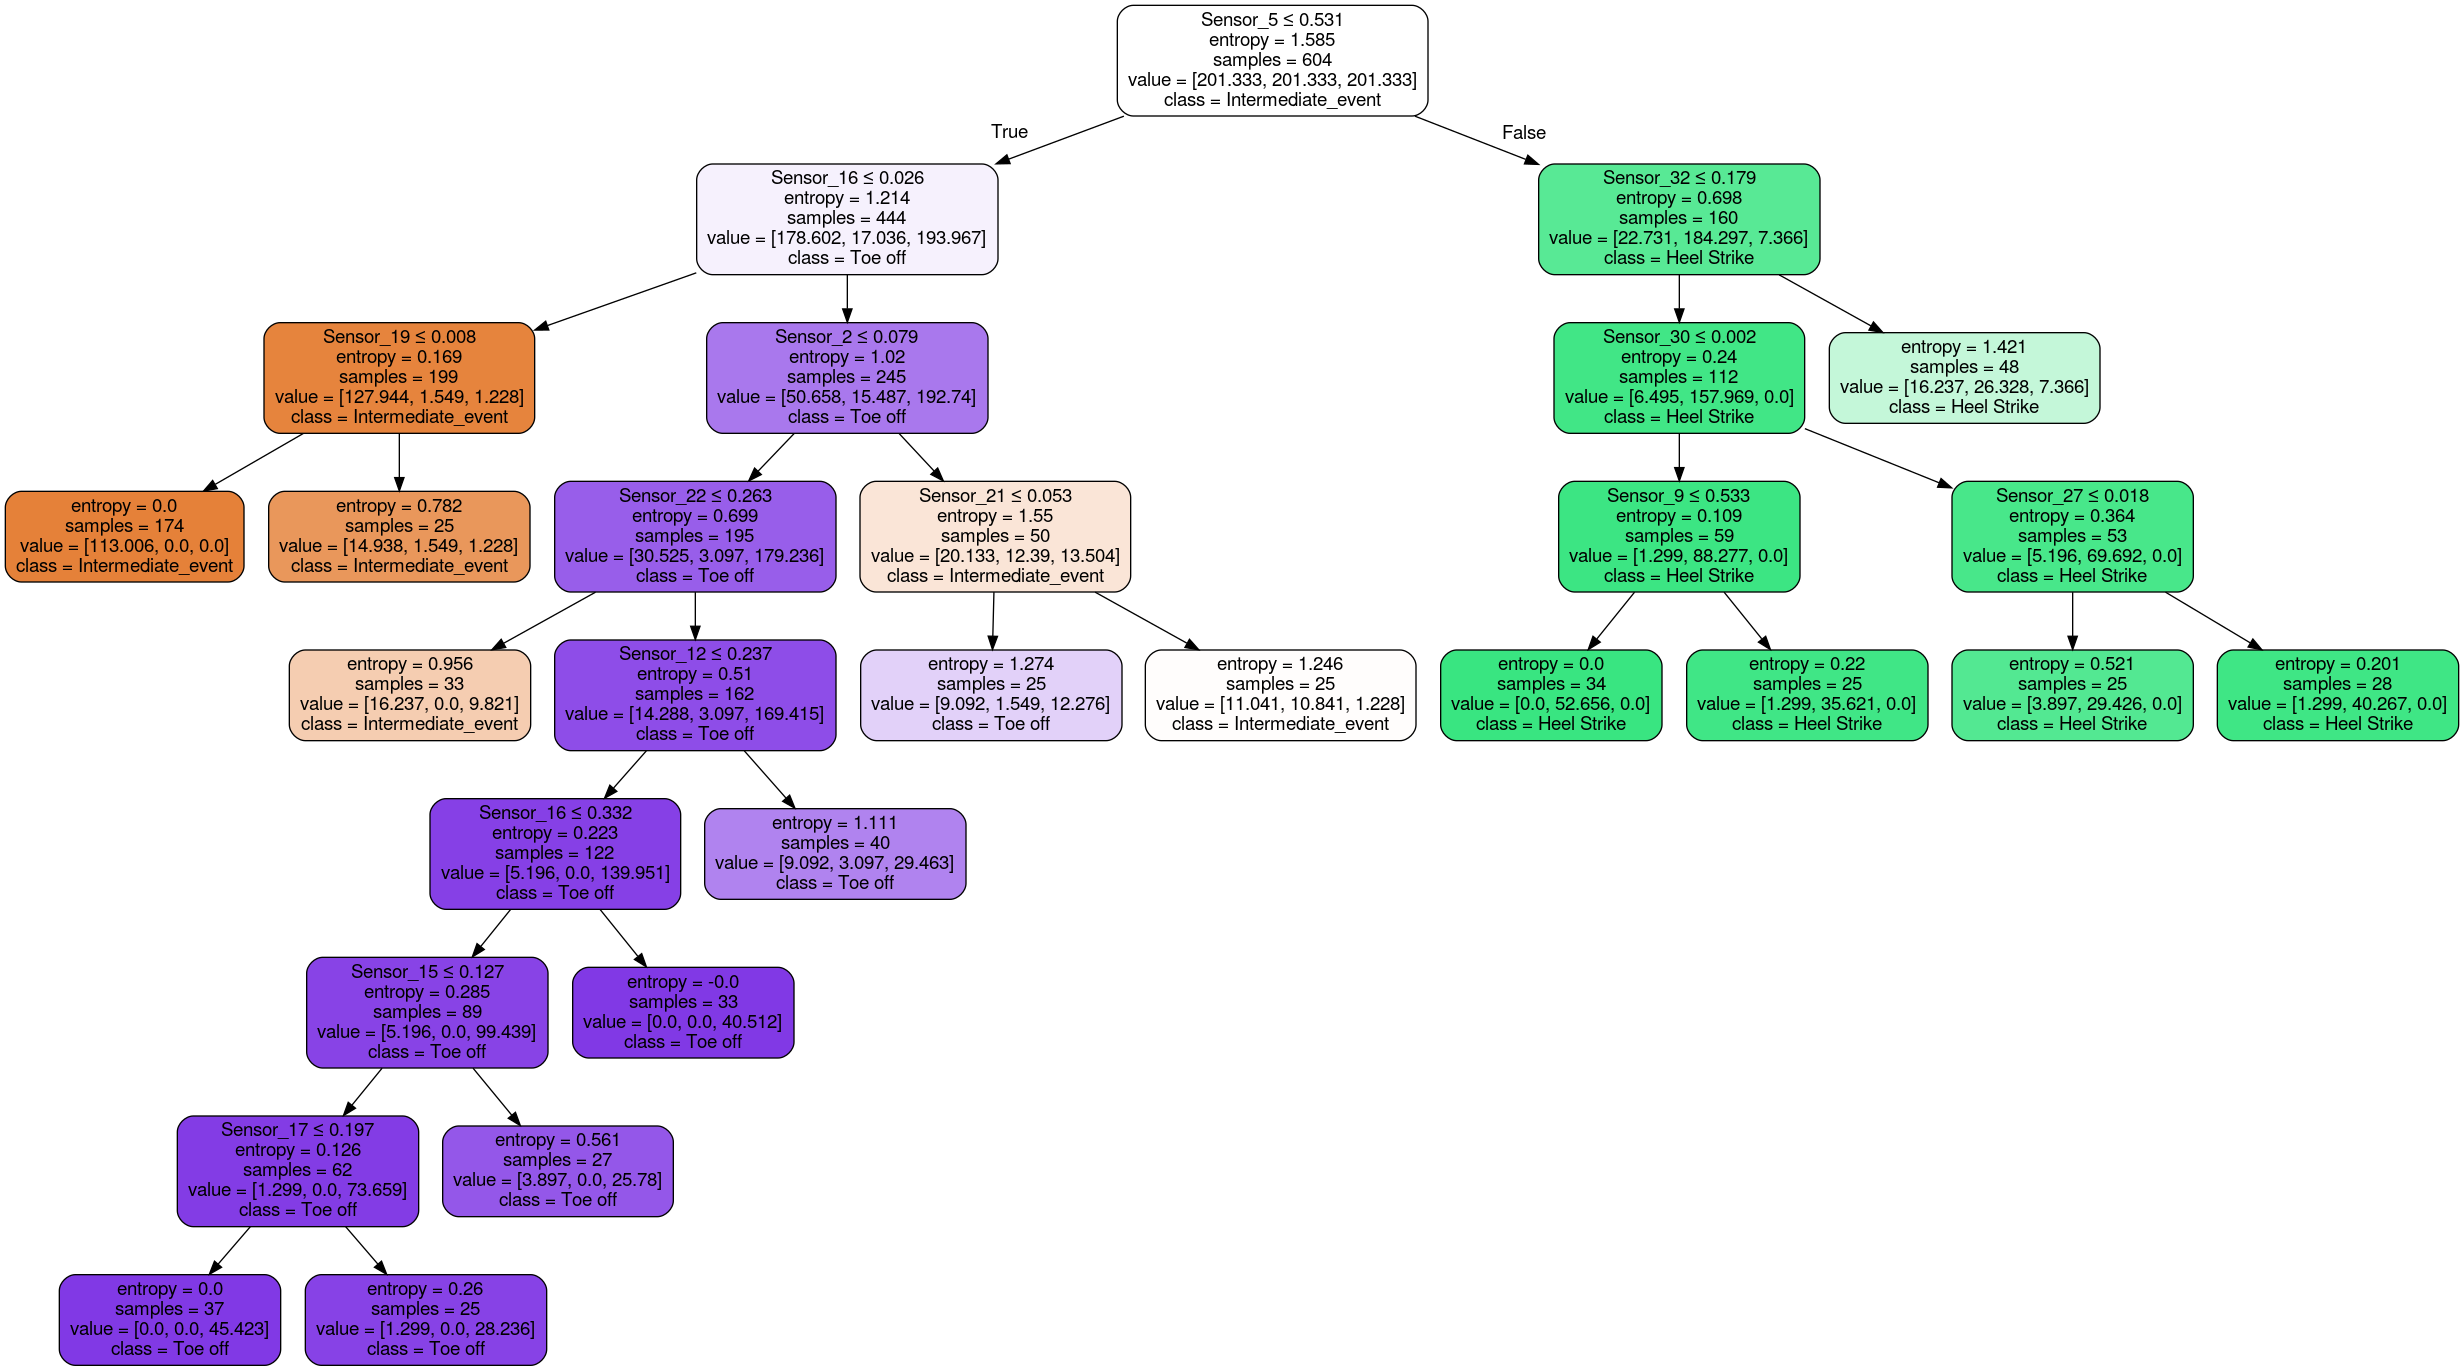 Sensor_5 ≤ 0.531
entropy = 1.585
samples = 604
value = [201.333, 201.333, 201.333]
class = Intermediate_event
True
False
Sensor_16 ≤ 0.026
entropy = 1.214
samples = 444
value = [178.602, 17.036, 193.967]
class = Toe off
Sensor_32 ≤ 0.179
entropy = 0.698
samples = 160
value = [22.731, 184.297, 7.366]
class = Heel Strike
Sensor_19 ≤ 0.008
entropy = 0.169
samples = 199
value = [127.944, 1.549, 1.228]
class = Intermediate_event
Sensor_2 ≤ 0.079
entropy = 1.02
samples = 245
value = [50.658, 15.487, 192.74]
class = Toe off
Sensor_30 ≤ 0.002
entropy = 0.24
samples = 112
value = [6.495, 157.969, 0.0]
class = Heel Strike
entropy = 1.421
samples = 48
value = [16.237, 26.328, 7.366]
class = Heel Strike
entropy = 0.0
samples = 174
value = [113.006, 0.0, 0.0]
class = Intermediate_event
entropy = 0.782
samples = 25
value = [14.938, 1.549, 1.228]
class = Intermediate_event
Sensor_22 ≤ 0.263
entropy = 0.699
samples = 195
value = [30.525, 3.097, 179.236]
class = Toe off
Sensor_21 ≤ 0.053
entropy = 1.55
samples = 50
value = [20.133, 12.39, 13.504]
class = Intermediate_event
Sensor_9 ≤ 0.533
entropy = 0.109
samples = 59
value = [1.299, 88.277, 0.0]
class = Heel Strike
Sensor_27 ≤ 0.018
entropy = 0.364
samples = 53
value = [5.196, 69.692, 0.0]
class = Heel Strike
entropy = 0.956
samples = 33
value = [16.237, 0.0, 9.821]
class = Intermediate_event
Sensor_12 ≤ 0.237
entropy = 0.51
samples = 162
value = [14.288, 3.097, 169.415]
class = Toe off
entropy = 1.274
samples = 25
value = [9.092, 1.549, 12.276]
class = Toe off
entropy = 1.246
samples = 25
value = [11.041, 10.841, 1.228]
class = Intermediate_event
entropy = 0.0
samples = 34
value = [0.0, 52.656, 0.0]
class = Heel Strike
entropy = 0.22
samples = 25
value = [1.299, 35.621, 0.0]
class = Heel Strike
entropy = 0.521
samples = 25
value = [3.897, 29.426, 0.0]
class = Heel Strike
entropy = 0.201
samples = 28
value = [1.299, 40.267, 0.0]
class = Heel Strike
Sensor_16 ≤ 0.332
entropy = 0.223
samples = 122
value = [5.196, 0.0, 139.951]
class = Toe off
entropy = 1.111
samples = 40
value = [9.092, 3.097, 29.463]
class = Toe off
Sensor_15 ≤ 0.127
entropy = 0.285
samples = 89
value = [5.196, 0.0, 99.439]
class = Toe off
entropy = -0.0
samples = 33
value = [0.0, 0.0, 40.512]
class = Toe off
Sensor_17 ≤ 0.197
entropy = 0.126
samples = 62
value = [1.299, 0.0, 73.659]
class = Toe off
entropy = 0.561
samples = 27
value = [3.897, 0.0, 25.78]
class = Toe off
entropy = 0.0
samples = 37
value = [0.0, 0.0, 45.423]
class = Toe off
entropy = 0.26
samples = 25
value = [1.299, 0.0, 28.236]
class = Toe off